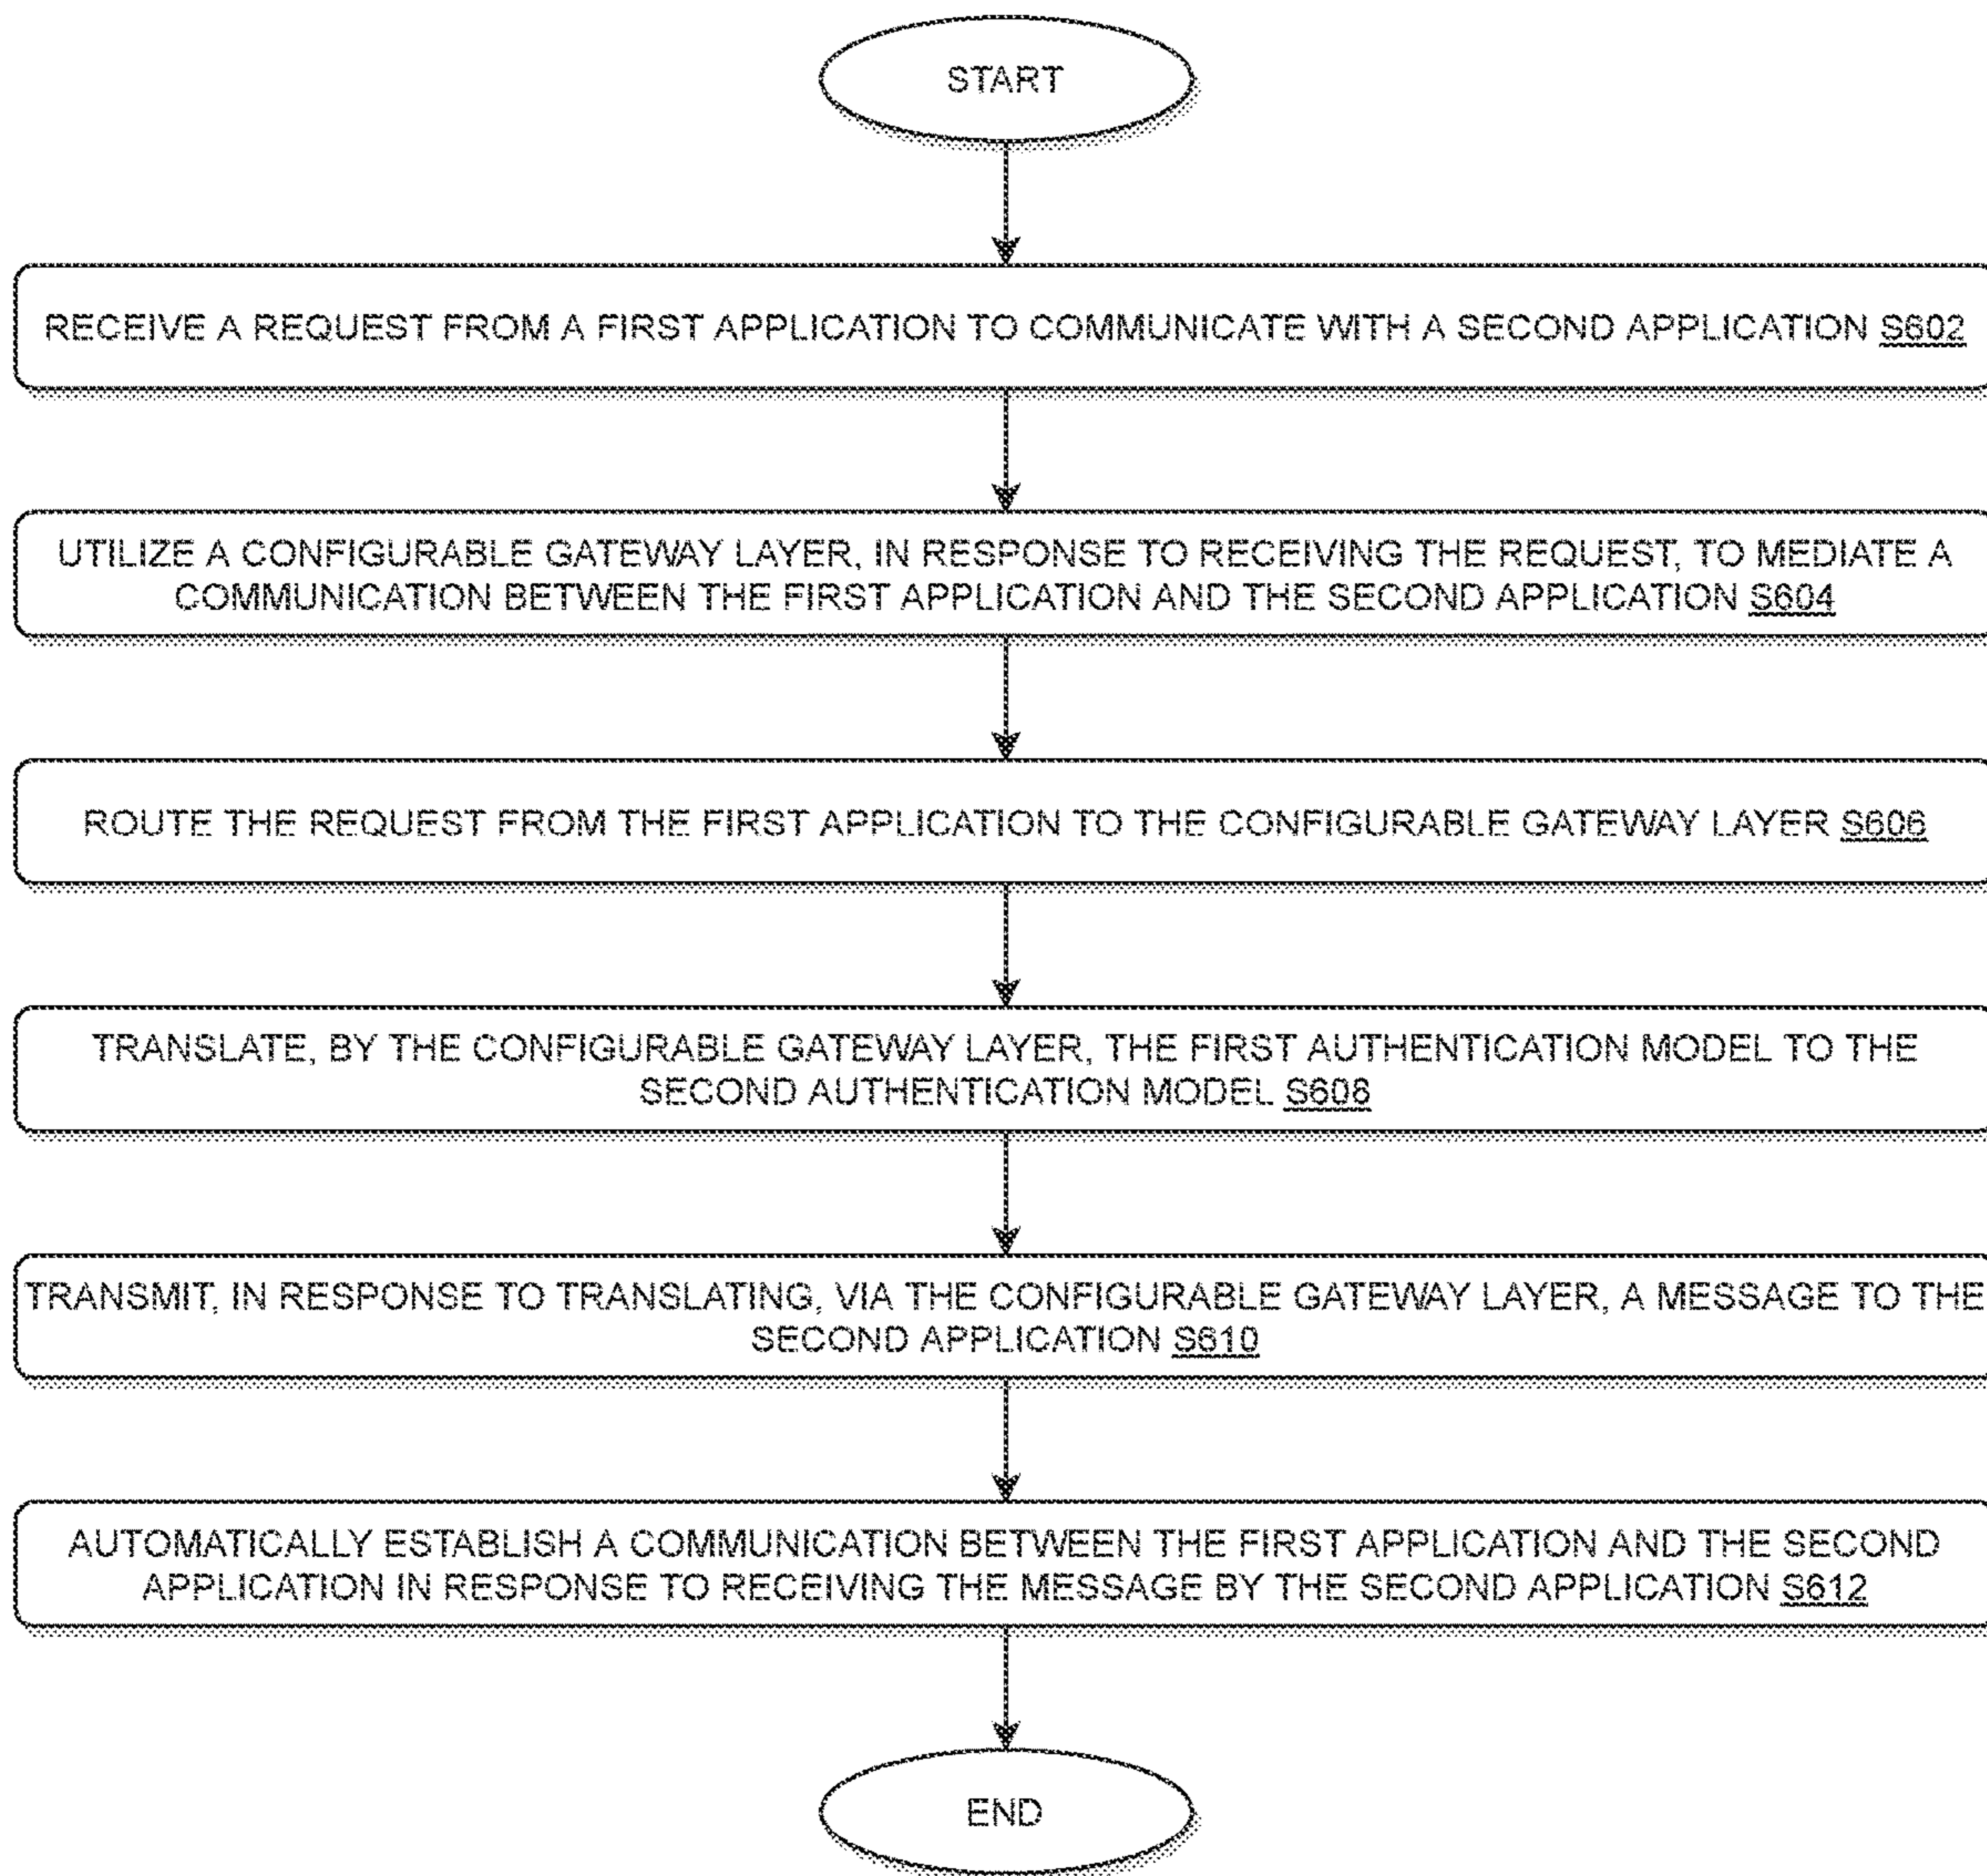 START
RECEIVE A REQUEST FROM A FIRST APPLICATION TO COMMUNICATE WITH A SECOND APPLICATION S602
UTILIZE A CONFIGURABLE GATEWAY LAYER, IN RESPONSE TO RECEIVING THE REQUEST, TO MEDIATE A
COMMUNICATION BETWEEN THE FIRST APPLICATION AND THE SECOND APPLICATION S604
ROUTE THE REQUEST FROM THE FIRST APPLICATION TO THE CONFIGURABLE GATEWAY LAYER S606
TRANSLATE, BY THE CONFIGURABLE GATEWAY LAYER, THE FIRST AUTHENTICATION MODEL TO THE
SECOND AUTHENTICATION MODEL S608
TRANSMIT, IN RESPONSE TO TRANSLATING, VIA THE CONFIGURABLE GATEWAY LAYER, A MESSAGE TO THE
SECOND APPLICATION S610
AUTOMATICALLY ESTABLISH A COMMUNICATION BETWEEN THE FIRST APPLICATION AND THE SECOND
APPLICATION IN RESPONSE TO RECEIVING THE MESSAGE BY THE SECOND APPLICATION S612
END